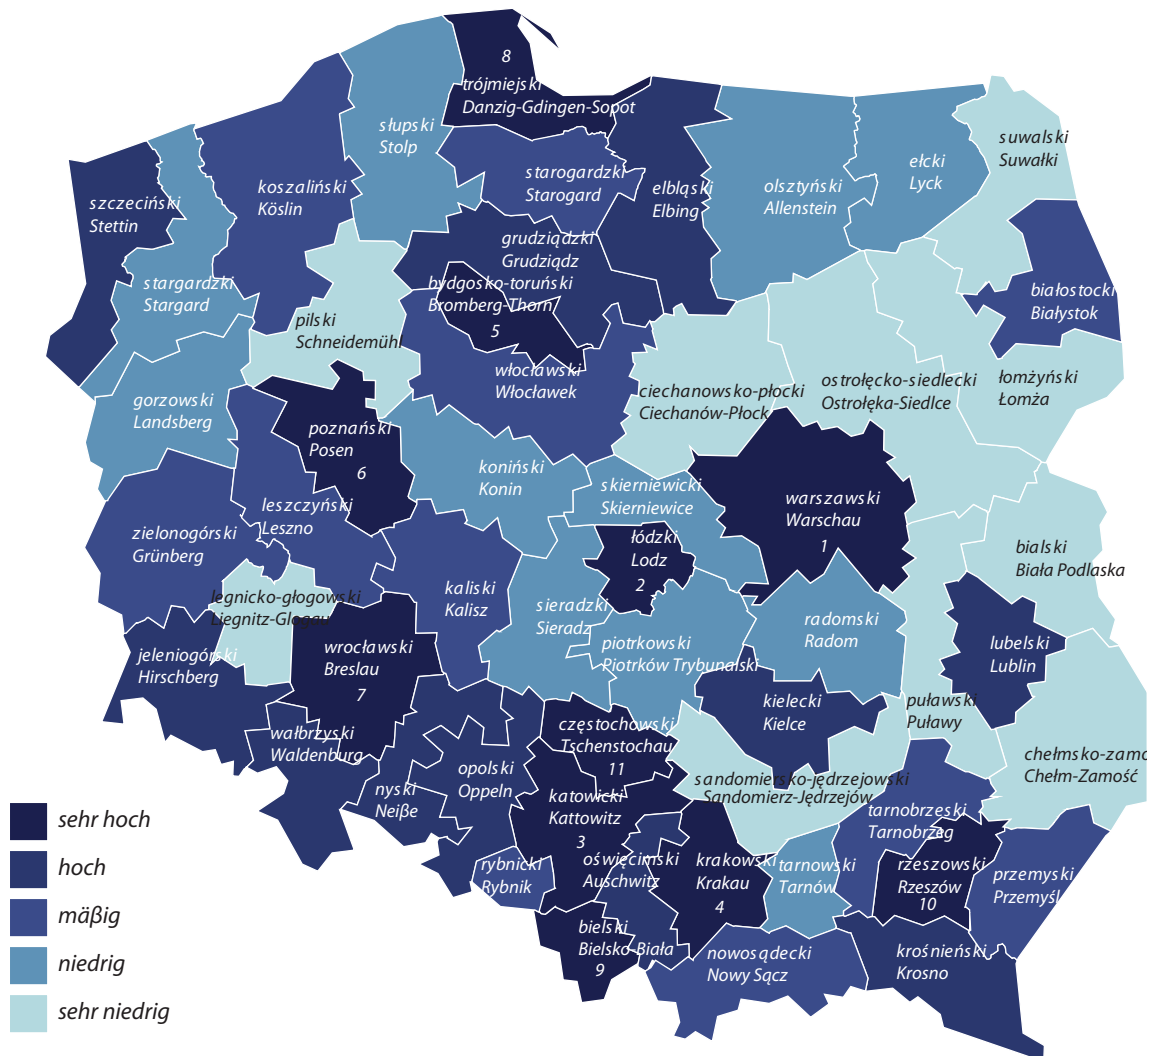 8
trójmiejski
Danzig-Gdingen-Sopot
słupski
Stolp
suwalski
Suwałki
ełcki
Lyck
starogardzki
Starogard
koszaliński
Köslin
elbląski
Elbing
olsztyński
Allenstein
szczeciński
Stettin
grudziądzki
Grudziądz
stargardzki
Stargard
bydgosko-toruński
Bromberg-Thorn
5
białostocki
Białystok
pilski
Schneidemühl
włocławski
Włocławek
ciechanowsko-płocki
Ciechanów-Płock
ostrołęcko-siedlecki
Ostrołęka-Siedlce
łomżyński
Łomża
gorzowski
Landsberg
poznański
Posen
6
koniński
Konin
skierniewicki
Skierniewice
warszawski
Warschau
1
leszczyński
Leszno
zielonogórski
Grünberg
łódzki
Lodz
2
bialski
Biała Podlaska
legnicko-głogowski
Liegnitz-Glogau
kaliski
Kalisz
sieradzki
Sieradz
radomski
Radom
lubelski
Lublin
jeleniogórski
Hirschberg
wrocławski
Breslau
7
piotrkowski
Piotrków Trybunalski
kielecki
Kielce
puławski
Puławy
wałbrzyski
Waldenburg
częstochowski
Tschenstochau
11
chełmsko-zamo
Chełm-Zamość
opolski
Oppeln
nyski
Neiße
sandomiersko-jędrzejowski
Sandomierz-Jędrzejów
katowicki
Kattowitz
3
tarnobrzeski
Tarnobrzeg
rybnicki
Rybnik
oświęcimski
Auschwitz
krakowski
Krakau
4
tarnowski
Tarnów
rzeszowski
Rzeszów
10
przemyski
Przemyśl
bielski
Bielsko-Biała
9
nowosądecki
Nowy Sącz
krośnieński
Krosno
sehr hoch
hoch
mäßig
niedrig
sehr niedrig